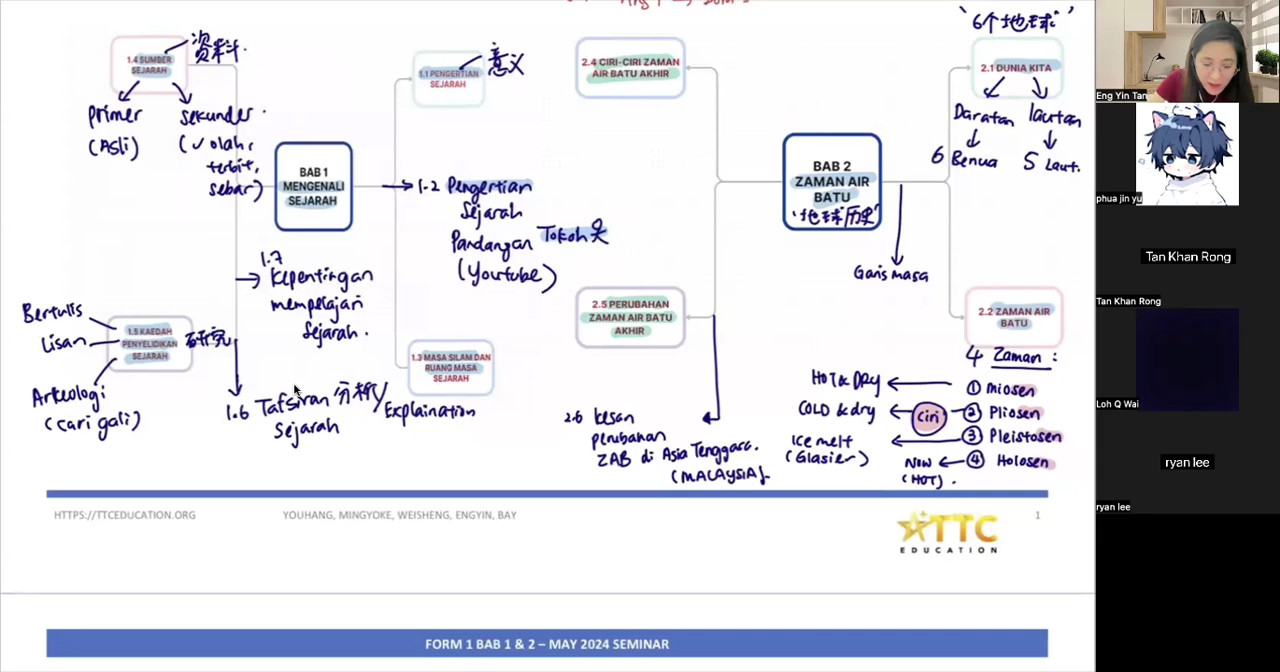 1.4 SUMBER
SEJARAH
资料
Primer
(Asli)
sekunder
(✓ olah,
terbit,
sebar)
1.1 PENGERTIAN
SEJARAH
意义
BAB 1
MENGENALI
SEJARAH
1.2 Pengertian
Sejarah
Pandangan Tokoh
(Youtube)
1.7
Kepentingan
mempelajari
Sejarah.
Bertulis
Lisan
Arkeologi
(cari gali)
1.5 KAEDAH
PENYELIDIKAN
SEJARAH
研究
1.6 Tafsiran 分析/
Sejarah
Explaination
1.3 MASA SILAM DAN
RUANG MASA
SEJARAH
2.4 CIRI-CIRI ZAMAN
AIR BATU AKHIR
"6个地球"
2.1 DUNIA KITA
Daratan
lautan
6 Benua
5 Laut.
BAB 2
ZAMAN AIR
BATU
'地球历史'
Garis masa
2.5 PERUBAHAN
ZAMAN AIR BATU
AKHIR
2.2 ZAMAN AIR
BATU
4 Zaman :
① Miosen
HOT & DRY
② Pliosen
Ciri
COLD & dry
③ Pleistosen
Ice melt
(Glasier)
④ Holosen
Now
(HOT).
2.6 kesan
perubahan
ZAB di Asia Tenggara.
(MALAYSIA)
HTTPS://TTCEDUCATION.ORG
YOUHANG, MINGYOKE, WEISHENG, ENGYIN, BAY
TTC
EDUCATION
1
FORM 1 BAB 1 & 2 – MAY 2024 SEMINAR
Eng Yin Tan
phua jin yu
Tan Khan Rong
Tan Khan Rong
Loh Q Wai
ryan lee
ryan lee